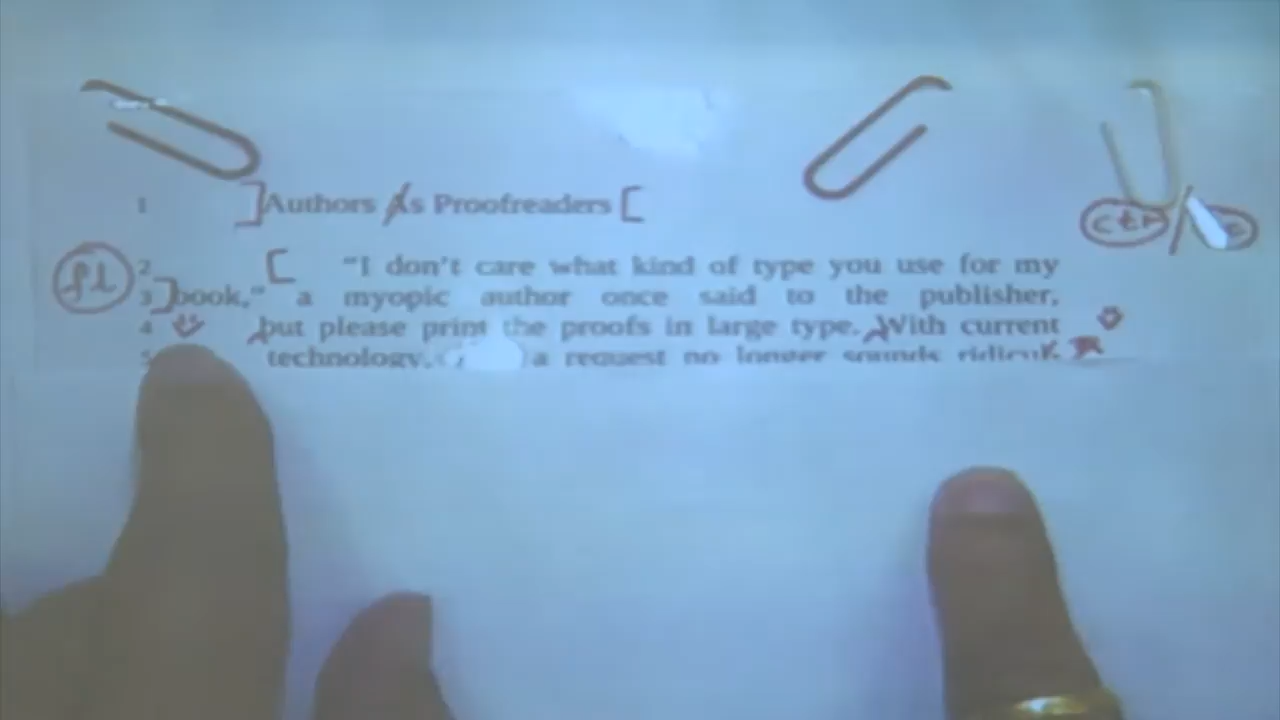 1 ]Authors As Proofreaders[ ctr /
fl 2 [ "I don't care what kind of type you use for my
3 ]book," a myopic author once said to the publisher,
4 but please print the proofs in large type. With current
5 technology, a request no longer sounds